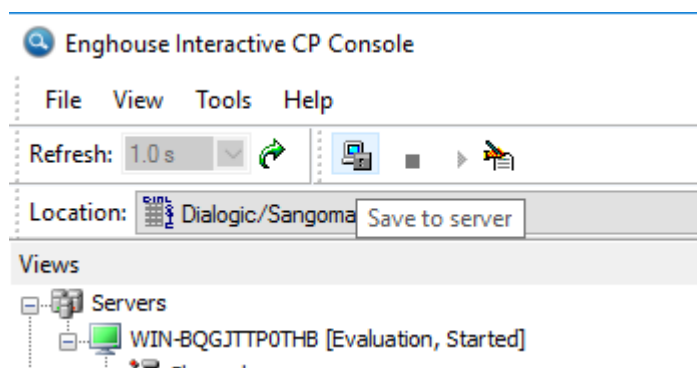 Enghouse Interactive CP Console
File View Tools Help
Refresh: 1.0 s
Location: Dialogic/Sangoma Save to server
Views
Servers
WIN-BQGJTTP0THB [Evaluation, Started]